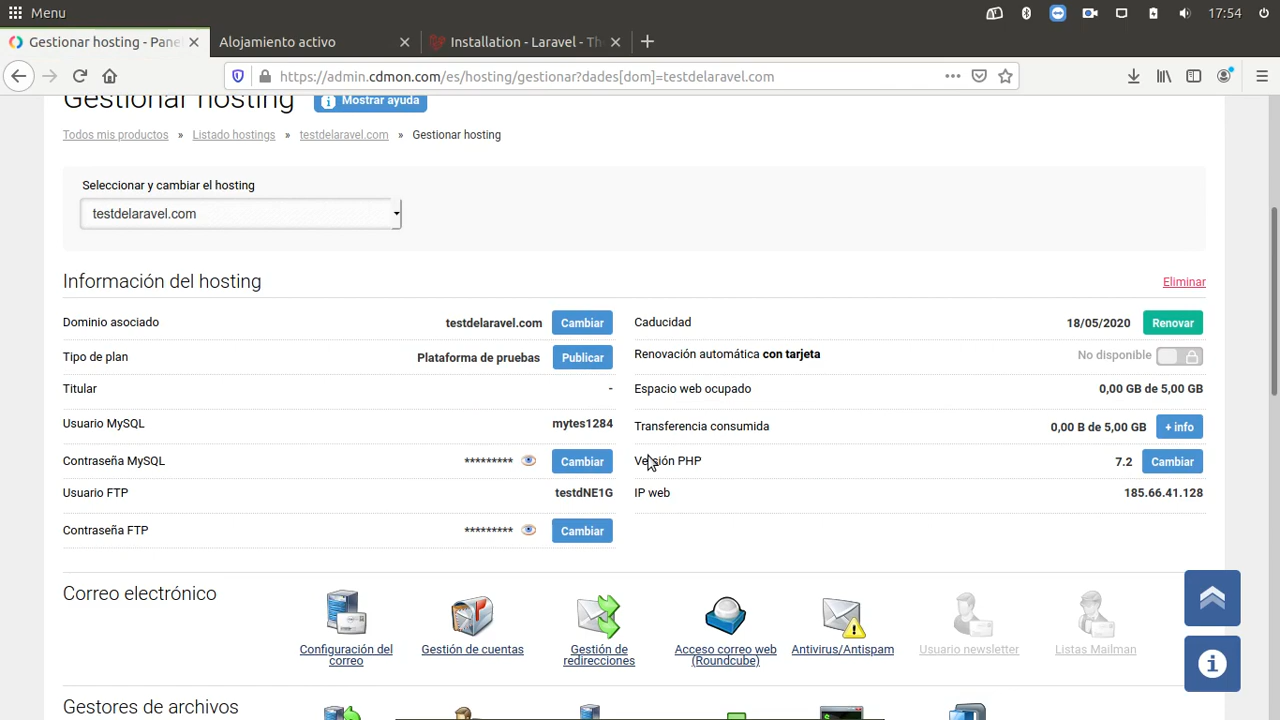 Menu
17:54
Gestionar hosting - Pane
Alojamiento activo
Installation - Laravel - Th
https://admin.cdmon.com/es/hosting/gestionar?dades[dom]=testdelaravel.com
Gestionar hosting
Mostrar ayuda
Todos mis productos » Listado hostings » testdelaravel.com » Gestionar hosting
Seleccionar y cambiar el hosting
testdelaravel.com
Información del hosting
Eliminar
Dominio asociado testdelaravel.com Cambiar
Caducidad 18/05/2020 Renovar
Tipo de plan Plataforma de pruebas Publicar
Renovación automática con tarjeta No disponible
Titular -
Espacio web ocupado 0,00 GB de 5,00 GB
Usuario MySQL mytes1284
Transferencia consumida 0,00 B de 5,00 GB + info
Contraseña MySQL ********* Cambiar
Versión PHP 7.2 Cambiar
Usuario FTP testdNE1G
IP web 185.66.41.128
Contraseña FTP ********* Cambiar
Correo electrónico
Configuración del
correo
Gestión de cuentas
Gestión de
redirecciones
Acceso correo web
(Roundcube)
Antivirus/Antispam
Usuario newsletter
Listas Mailman
Gestores de archivos